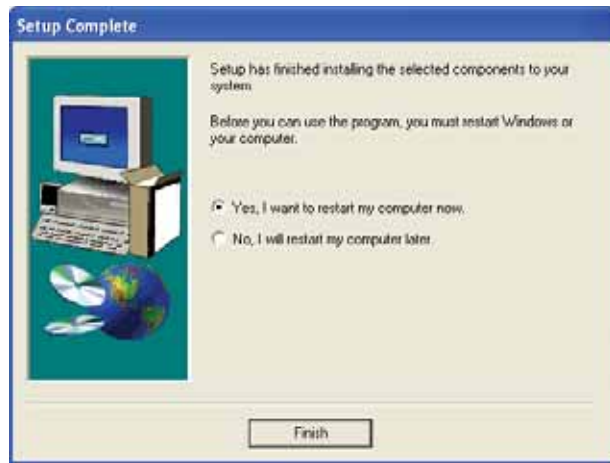 Setup Complete
Setup has finished installing the selected components to your
system.
Before you can use the program, you must restart Windows or
your computer.
Yes, I want to restart my computer now.
No, I will restart my computer later.
Finish